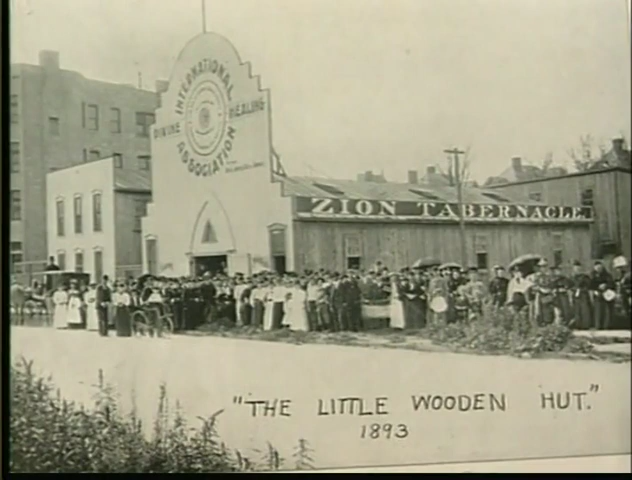 INTERNATIONAL
DIVINE HEALING
ASSOCIATION
ZION TABERNACLE.
"THE LITTLE WOODEN HUT."
1893